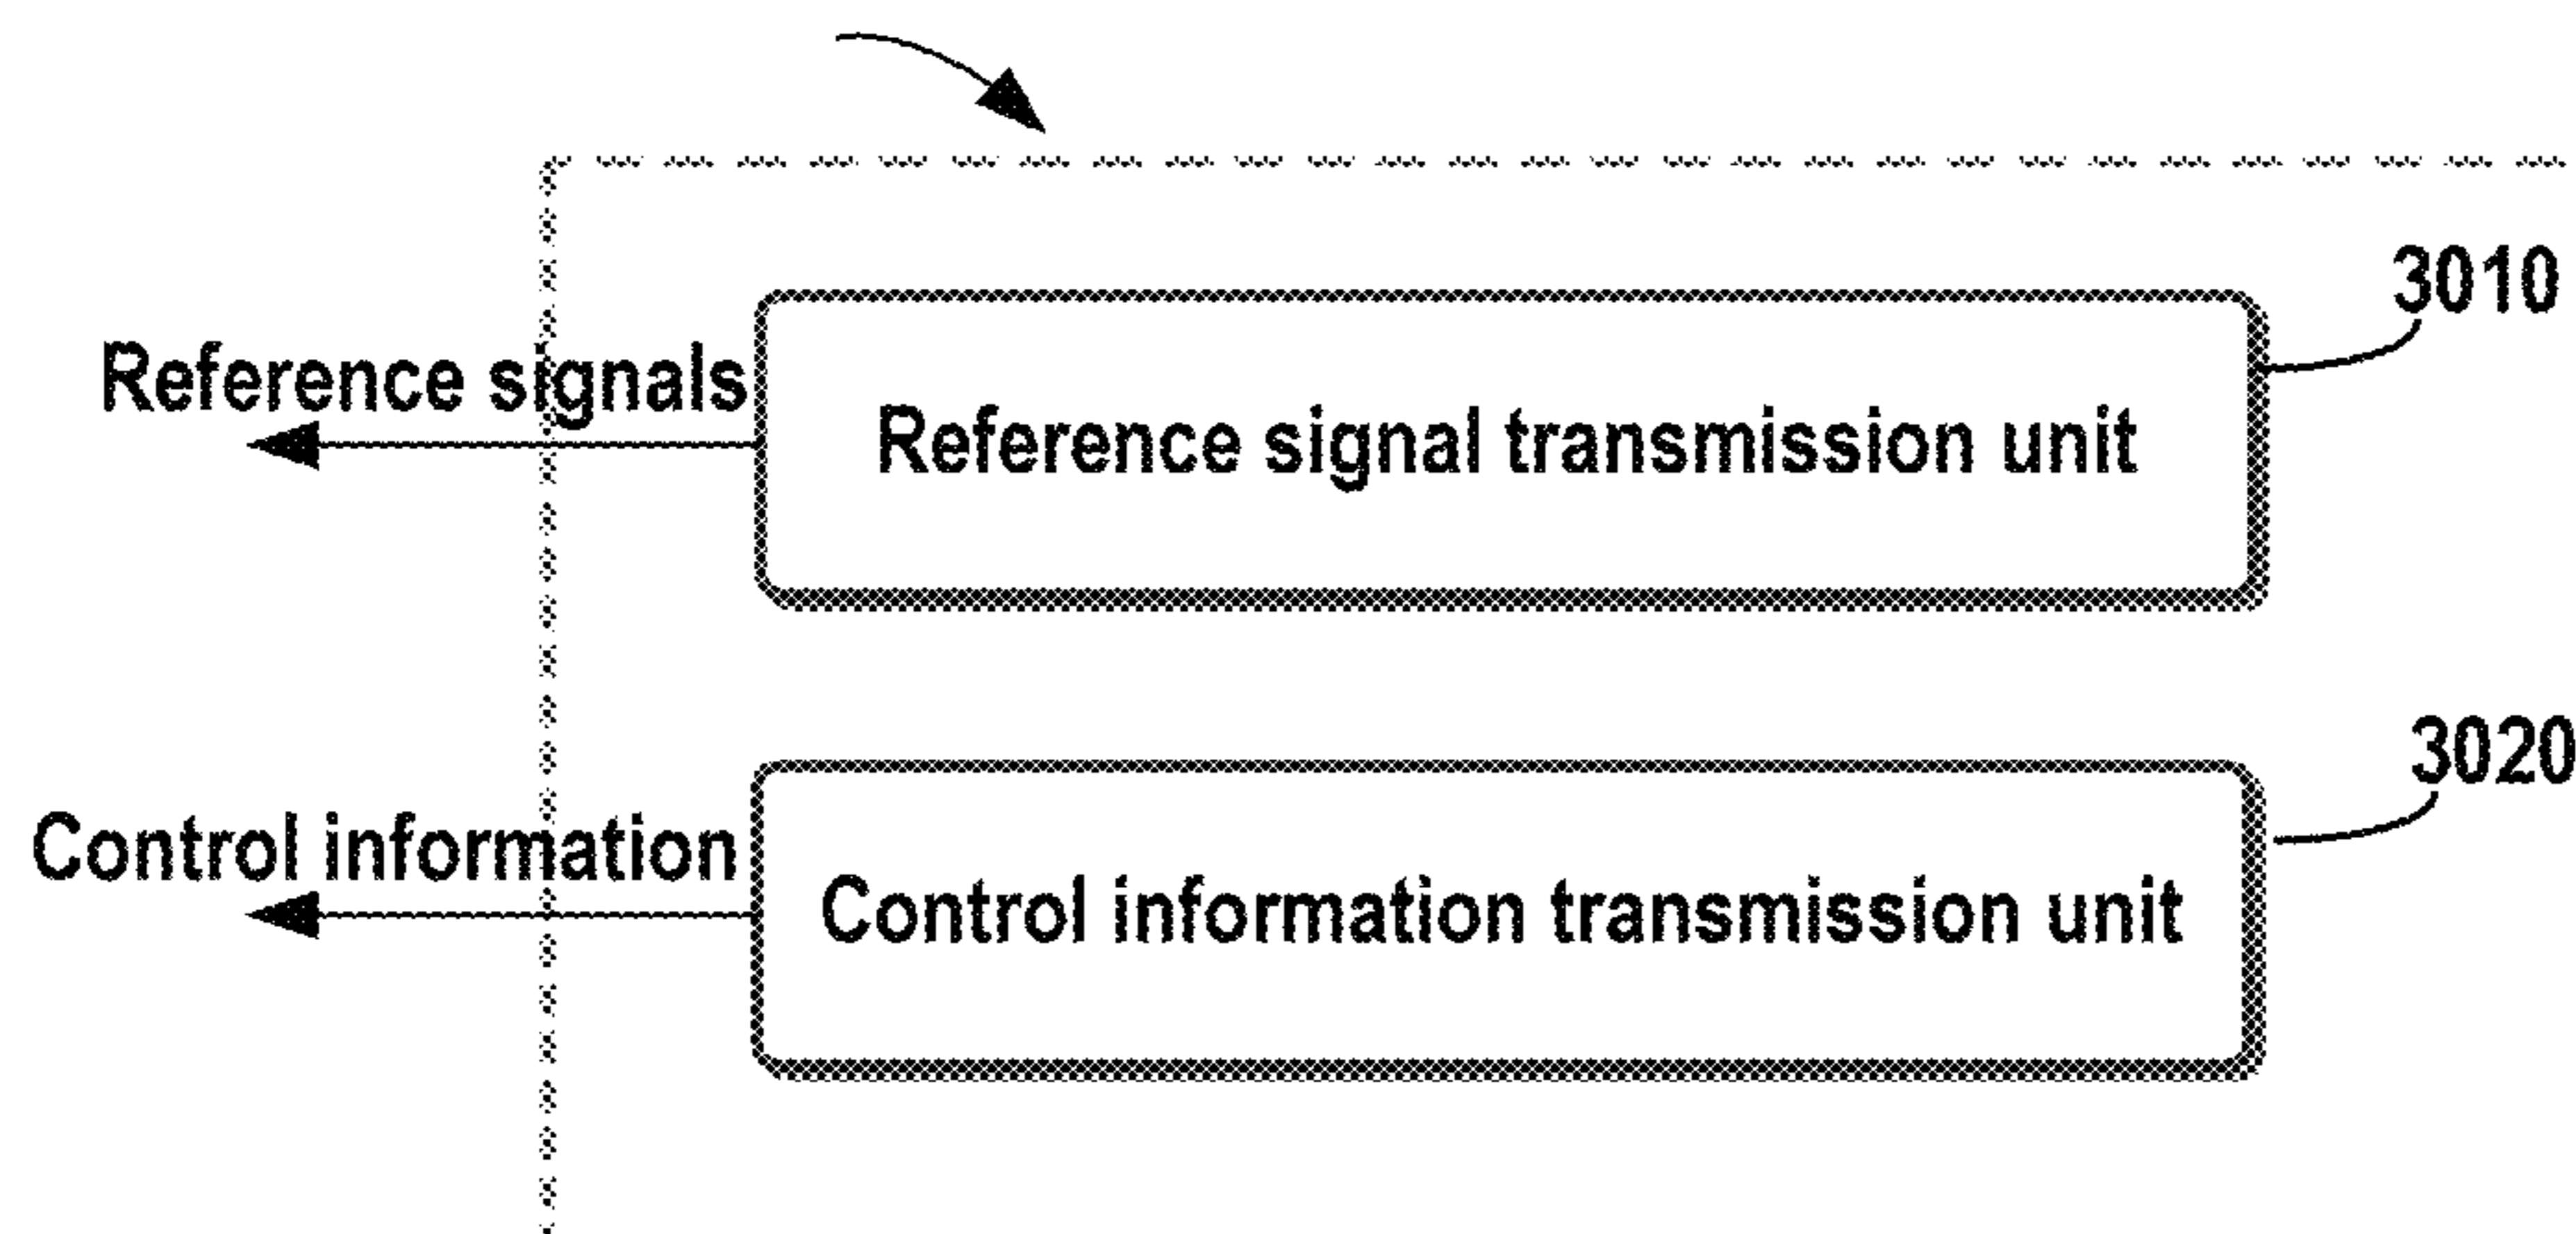 3010
Reference signals
Reference signal transmission unit
3020
Control information
Control information transmission unit